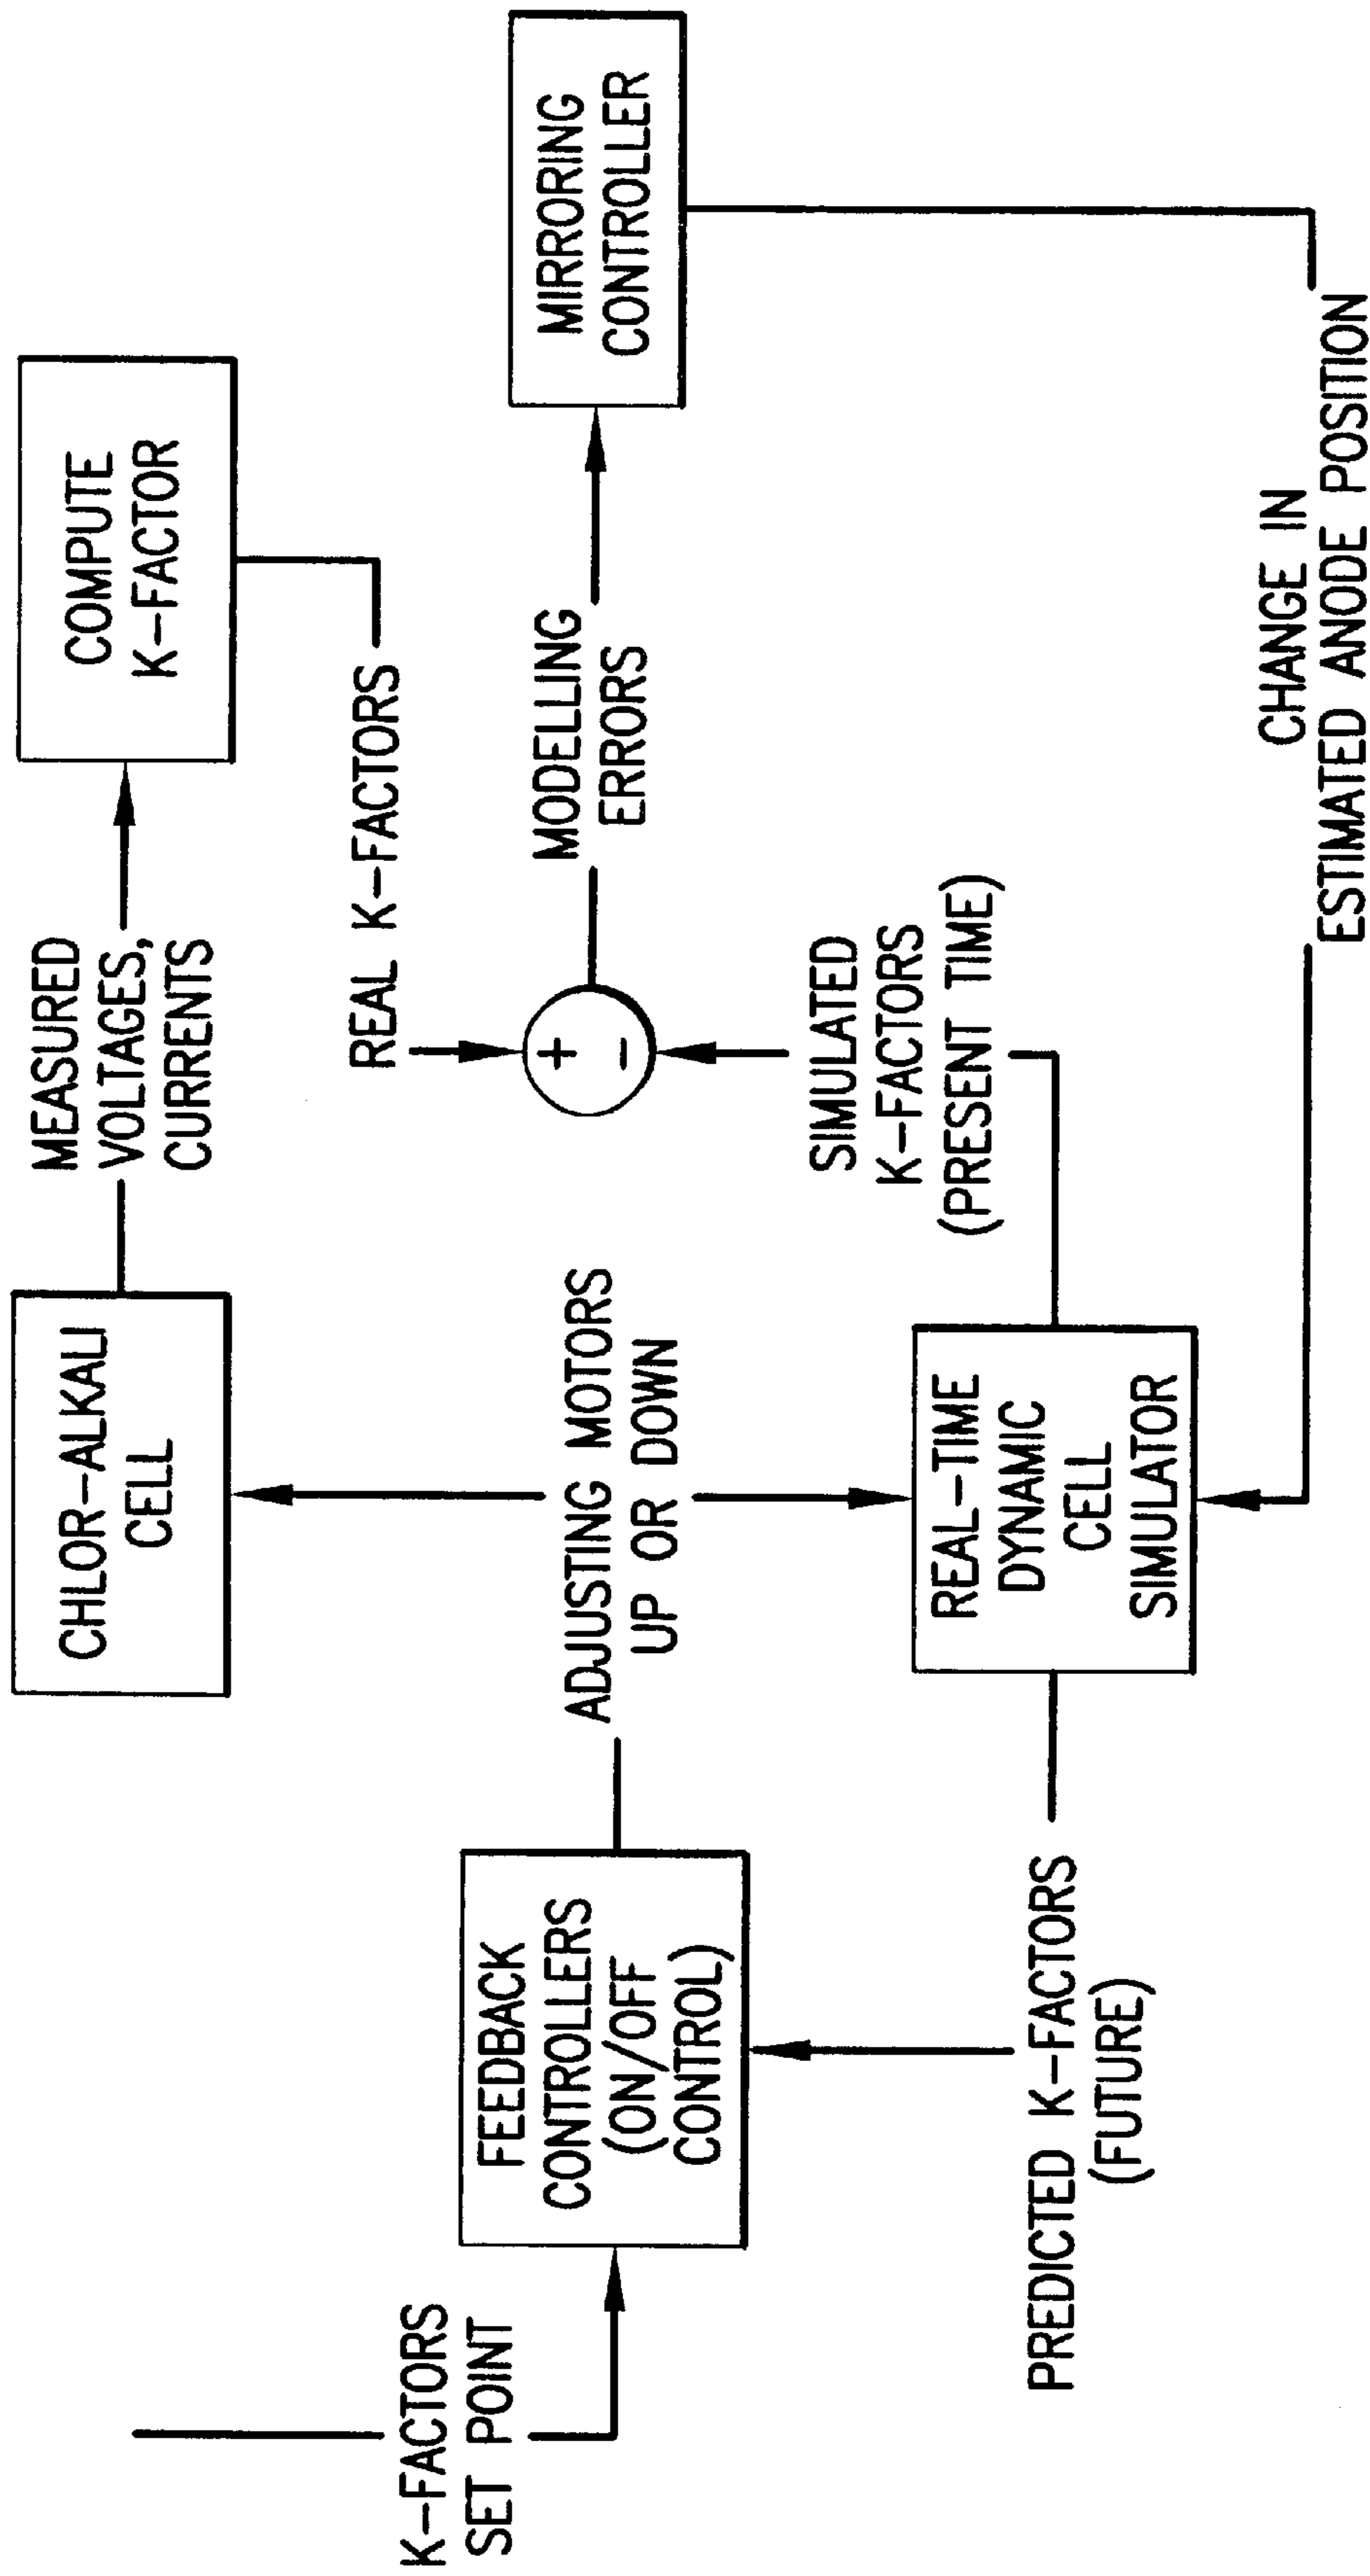 K-FACTORS
SET POINT
FEEDBACK
CONTROLLERS
(ON/OFF
CONTROL)
PREDICTED K-FACTORS
(FUTURE)
ADJUSTING MOTORS
UP OR DOWN
CHLOR-ALKALI
CELL
REAL-TIME
DYNAMIC
CELL
SIMULATOR
MEASURED
VOLTAGES,
CURRENTS
COMPUTE
K-FACTOR
REAL K-FACTORS
+
-
SIMULATED
K-FACTORS
(PRESENT TIME)
MODELLING
ERRORS
MIRRORING
CONTROLLER
CHANGE IN
ESTIMATED ANODE POSITION